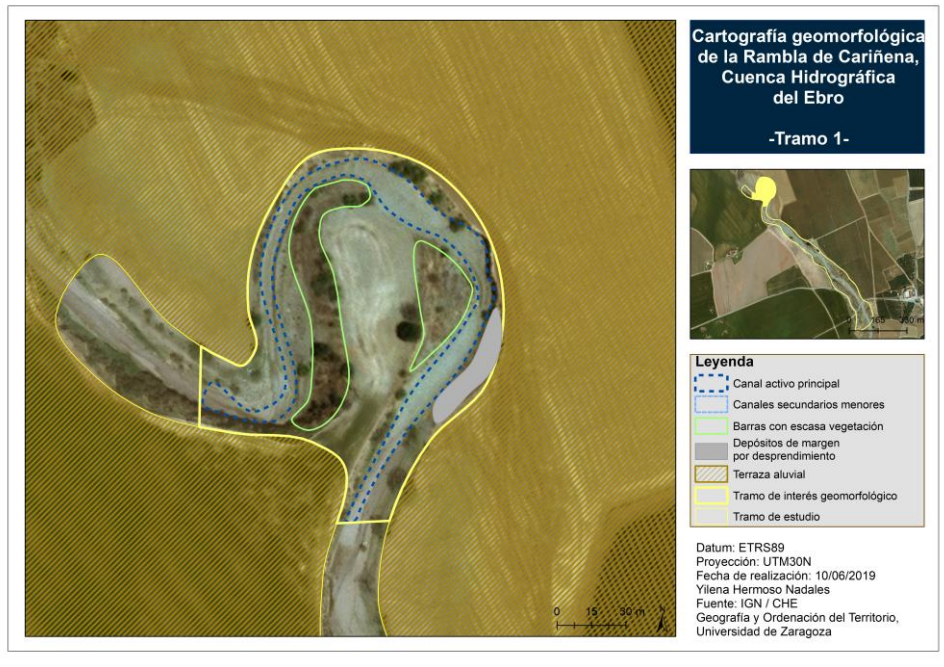 Cartografía geomorfológica
de la Rambla de Cariñena,
Cuenca Hidrográfica
del Ebro
-Tramo 1-
0 165 330 m
Leyenda
Canal activo principal
Canales secundarios menores
Barras con escasa vegetación
Depósitos de margen
por desprendimiento
Terraza aluvial
Tramo de interés geomorfológico
Tramo de estudio
Datum: ETRS89
Proyección: UTM30N
Fecha de realización: 10/06/2019
Yilena Hermoso Nadales
Fuente: IGN / CHE
Geografía y Ordenación del Territorio,
Universidad de Zaragoza
0 15 30 m
N